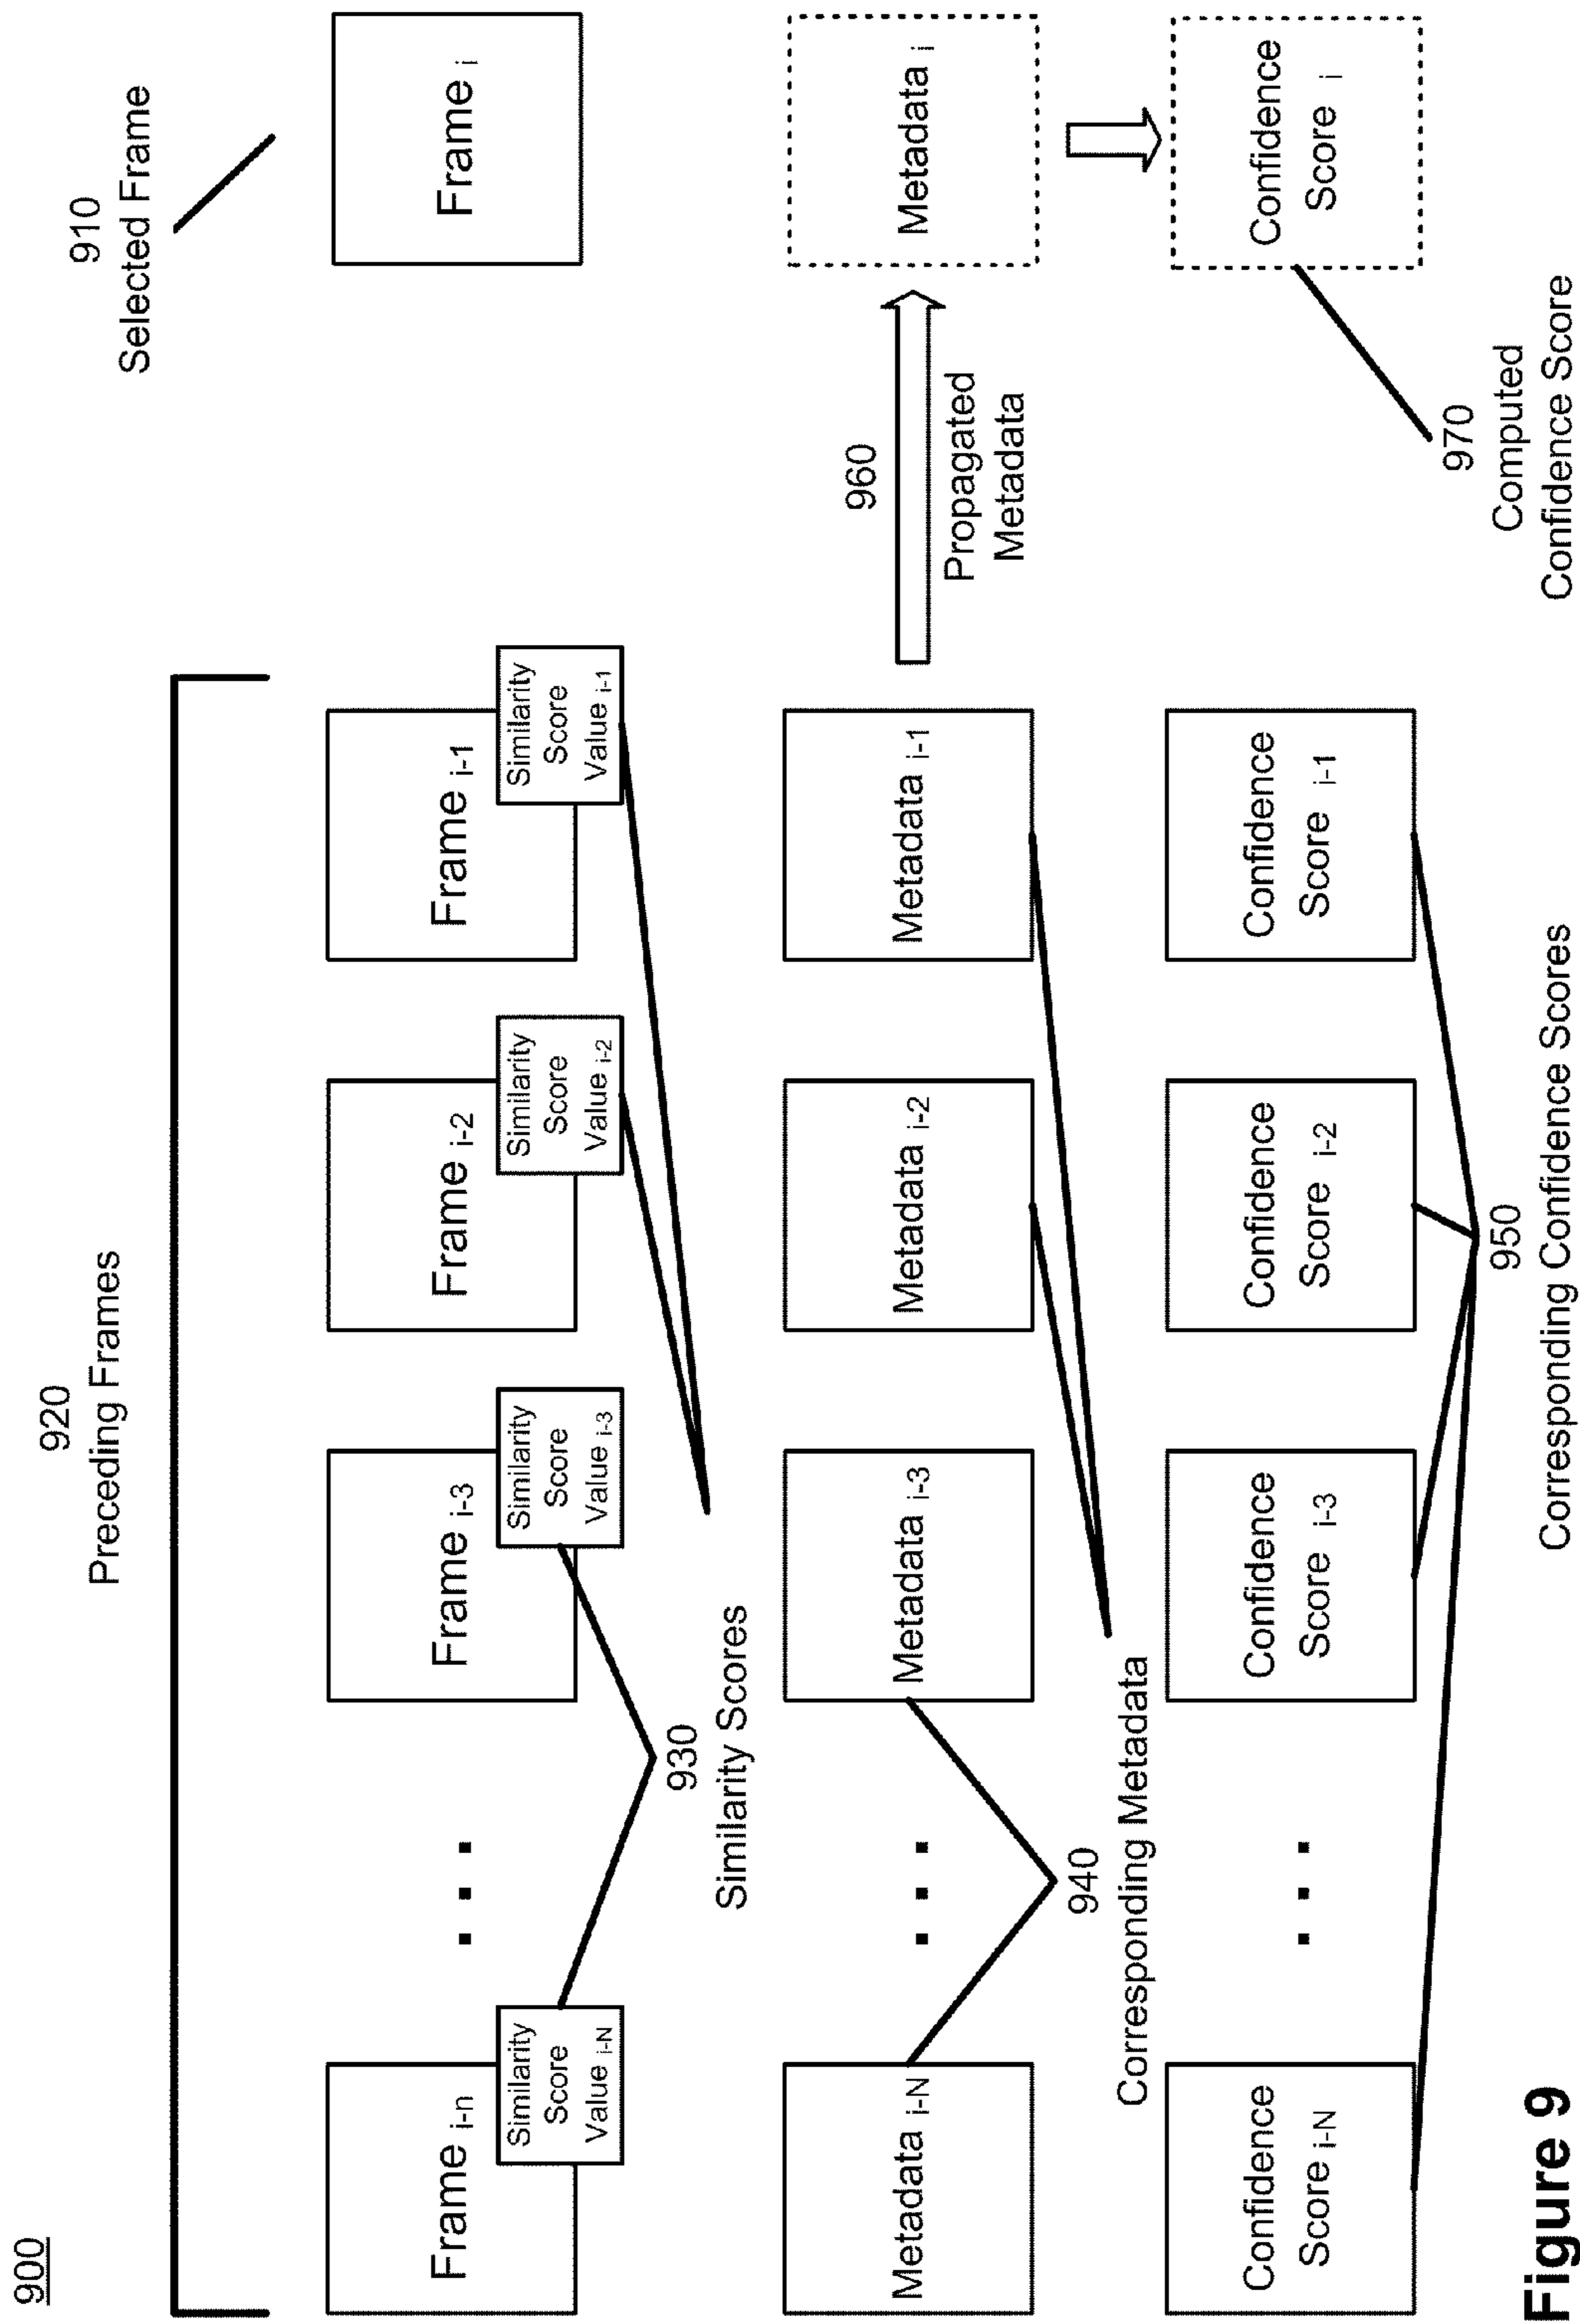 900
920
Preceding Frames
910
Selected Frame
Frame i-n
Similarity
Score
Value i-N
Frame i-3
Similarity
Score
Value i-3
Frame i-2
Similarity
Score
Value i-2
Frame i-1
Similarity
Score
Value i-1
Frame i
930
Similarity Scores
Metadata i-N
Metadata i-3
Metadata i-2
Metadata i-1
960
Propagated
Metadata
Metadata i
940
Corresponding Metadata
Confidence
Score i-N
Confidence
Score i-3
Confidence
Score i-2
Confidence
Score i-1
Confidence
Score i
950
Corresponding Confidence Scores
970
Computed
Confidence Score
Figure 9